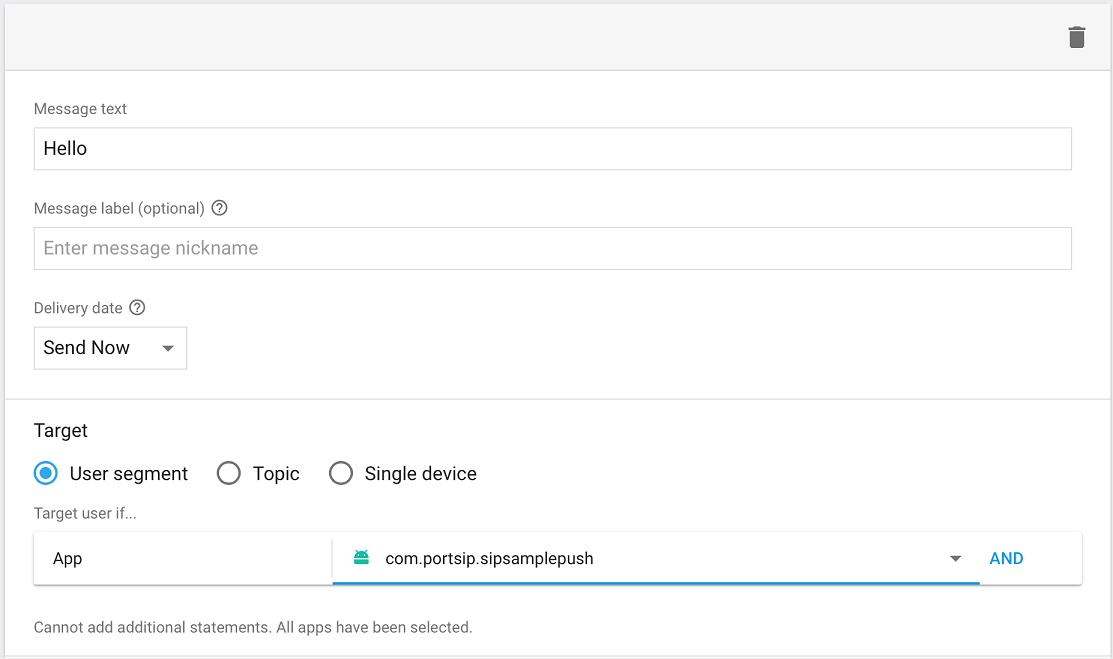 Message text
Hello
Message label (optional)
Enter message nickname
Delivery date
Send Now
Target
User segment Topic Single device
Target user if...
App com.portsip.sipsamplepush AND
Cannot add additional statements. All apps have been selected.